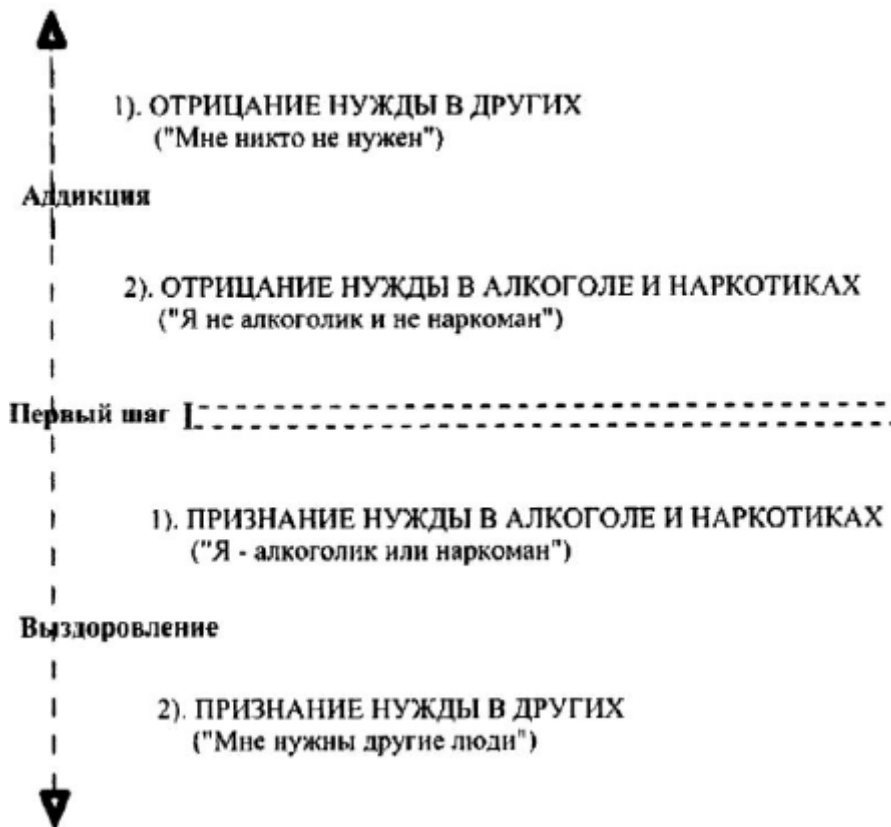 1). ОТРИЦАНИЕ НУЖДЫ В ДРУГИХ
("Мне никто не нужен")
Аддикция
2). ОТРИЦАНИЕ НУЖДЫ В АЛКОГОЛЕ И НАРКОТИКАХ
("Я не алкоголик и не наркоман")
Первый шаг
1). ПРИЗНАНИЕ НУЖДЫ В АЛКОГОЛЕ И НАРКОТИКАХ
("Я - алкоголик или наркоман")
Выздоровление
2). ПРИЗНАНИЕ НУЖДЫ В ДРУГИХ
("Мне нужны другие люди")